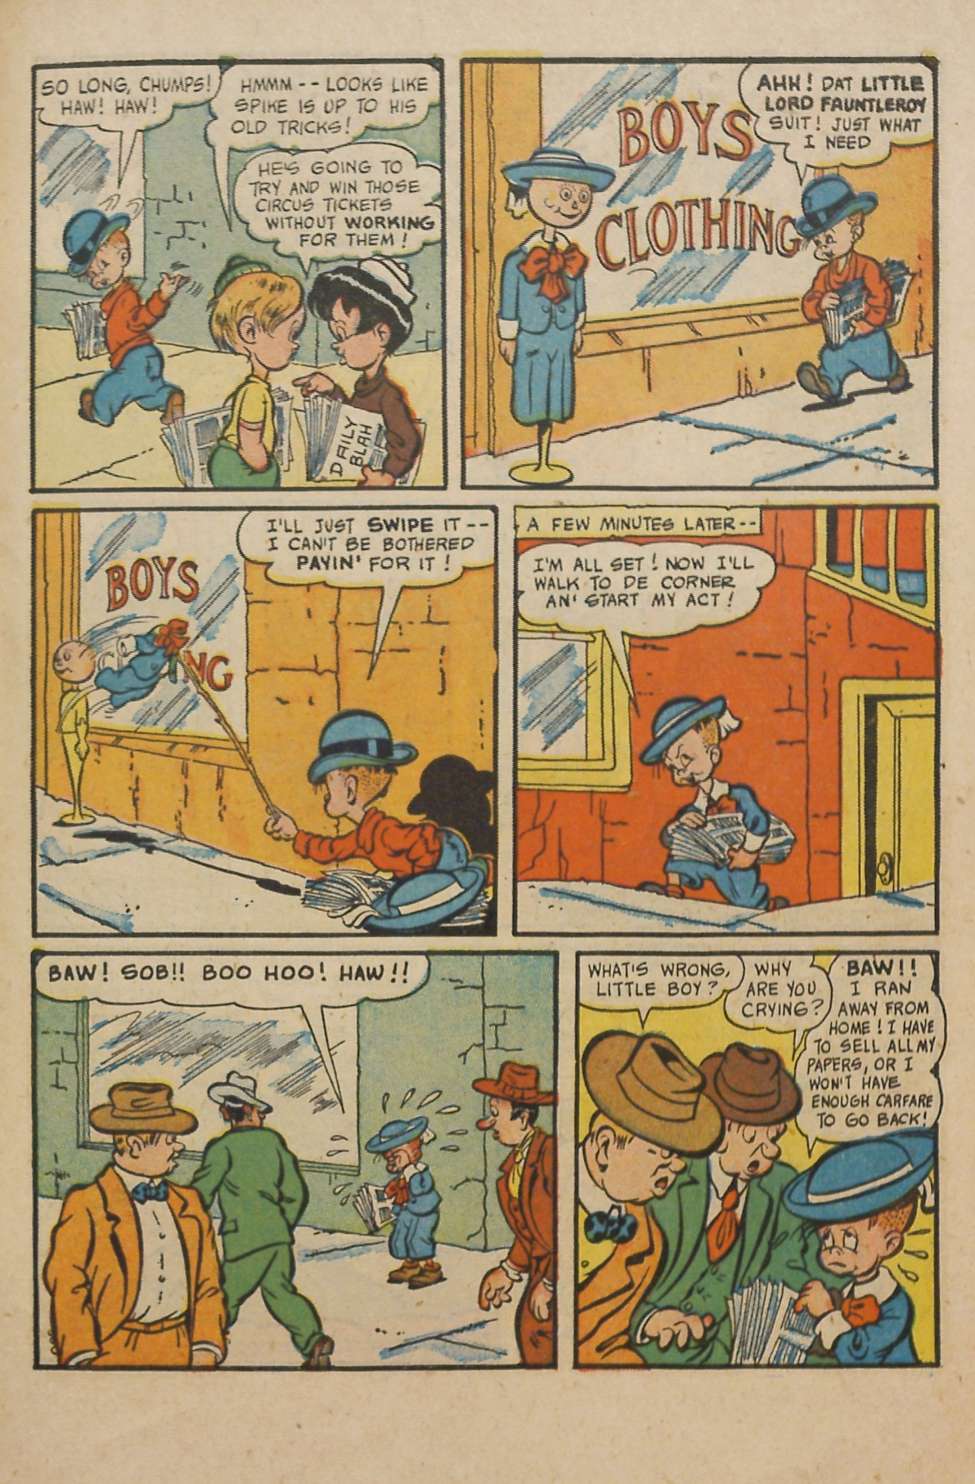 SO LONG, CHUMPS!
HAW! HAW!
HMMM -- LOOKS LIKE
SPIKE IS UP TO HIS
OLD TRICKS!
HE'S GOING TO
TRY AND WIN THOSE
CIRCUS TICKETS
WITHOUT WORKING
FOR THEM!
DAILY
BLAH
AHH! DAT LITTLE
LORD FAUNTLEROY
SUIT! JUST WHAT
I NEED
BOYS
CLOTHING
I'LL JUST SWIPE IT --
I CAN'T BE BOTHERED
PAYIN' FOR IT!
BOYS
NG
A FEW MINUTES LATER--
I'M ALL SET! NOW I'LL
WALK TO DE CORNER
AN' START MY ACT!
BAW! SOB!! BOO HOO! HAW!!
WHAT'S WRONG,
LITTLE BOY?
WHY
ARE YOU
CRYING?
BAW!!
I RAN
AWAY FROM
HOME! I HAVE
TO SELL ALL MY
PAPERS, OR I
WON'T HAVE
ENOUGH CARFARE
TO GO BACK!